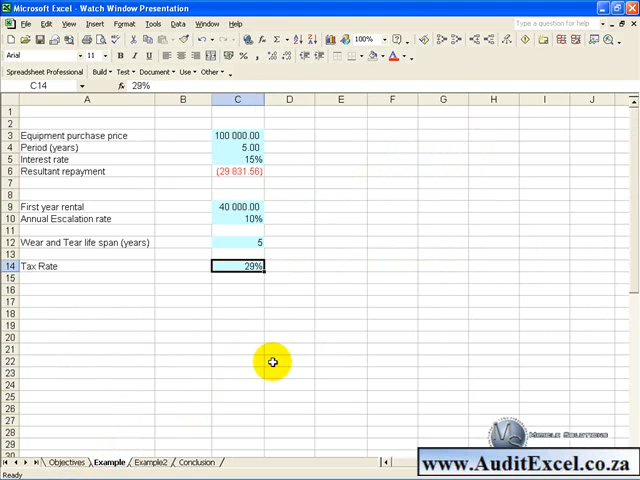 Microsoft Excel - Watch Window Presentation
File Edit View Insert Format Tools Data Window Help
Type a question for help
Arial 100%
Spreadsheet Professional Build Test Document Use Other
C14 fx 29%
A B C D E F G H I J
1
2
3 Equipment purchase price 100 000.00
4 Period (years) 5.00
5 Interest rate 15%
6 Resultant repayment (29 831.56)
7
8
9 First year rental 40 000.00
10 Annual Escalation rate 10%
11
12 Wear and Tear life span (years) 5
13
14 Tax Rate 29%
15
16
17
18
19
20
21
22
23
24
25
26
27
28
29
www.AuditExcel.co.za
Objectives Example Example2 Conclusion
Ready